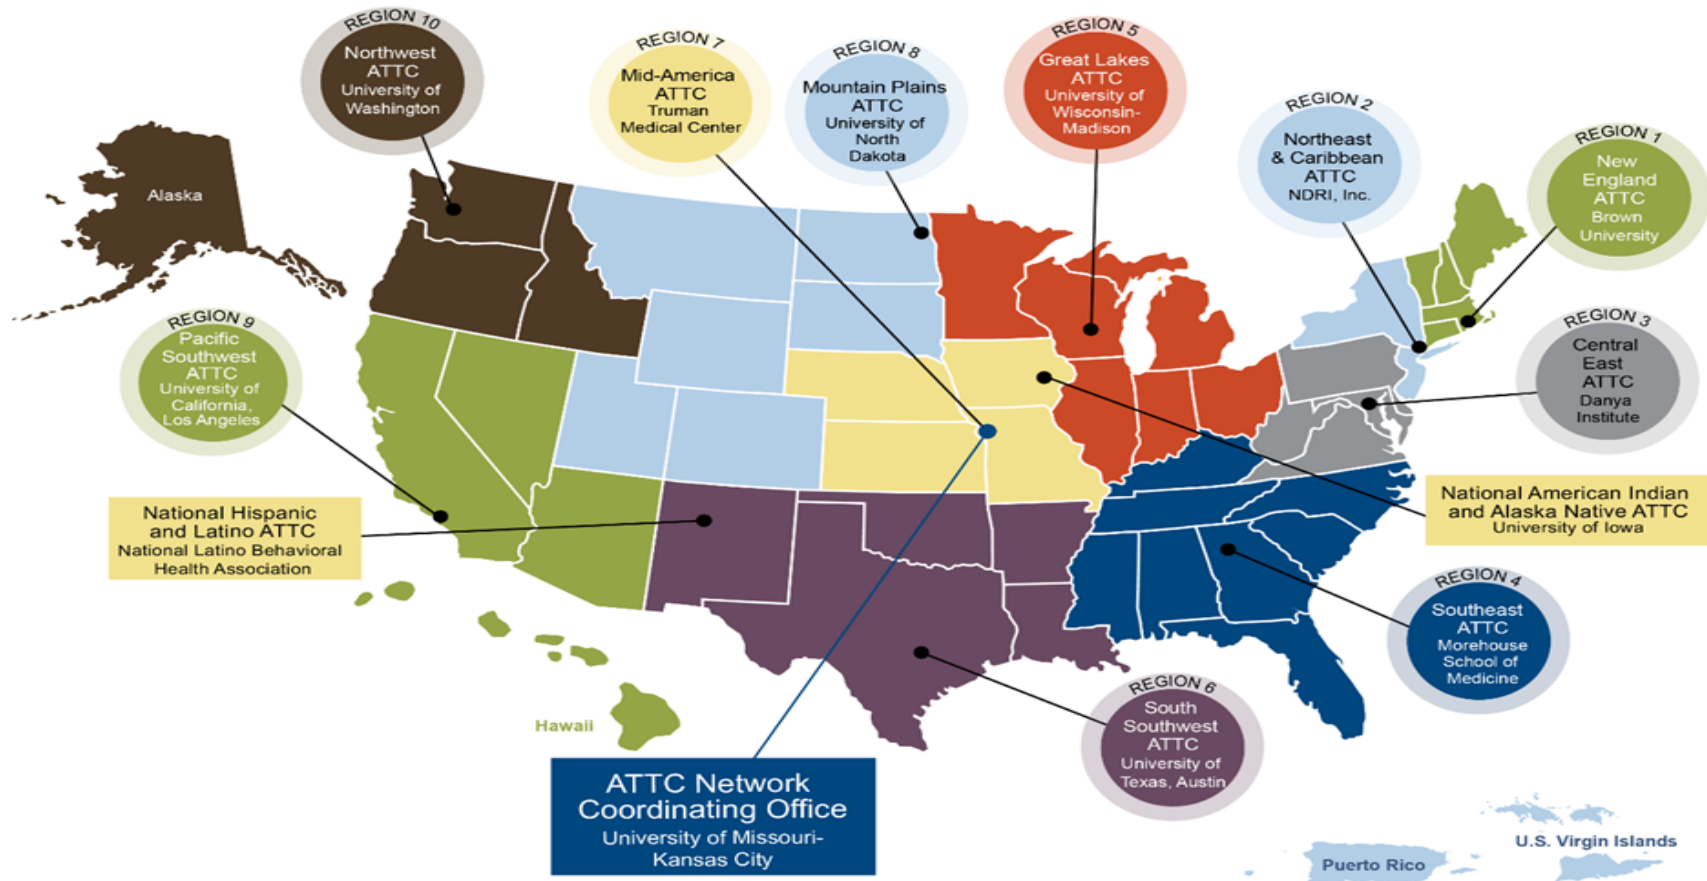 REGION 10
Northwest
ATTC
University of
Washington
REGION 7
Mid-America
ATTC
Truman
Medical Center
REGION 8
Mountain Plains
ATTC
University of
North
Dakota
REGION 5
Great Lakes
ATTC
University of
Wisconsin-
Madison
REGION 2
Northeast
& Caribbean
ATTC
NDRI, Inc.
REGION 1
New
England
ATTC
Brown
University
Alaska
REGION 9
Pacific
Southwest
ATTC
University of
California,
Los Angeles
REGION 3
Central
East
ATTC
Danya
Institute
National Hispanic
and Latino ATTC
National Latino Behavioral
Health Association
National American Indian
and Alaska Native ATTC
University of Iowa
REGION 4
Southeast
ATTC
Morehouse
School of
Medicine
REGION 6
South
Southwest
ATTC
University of
Texas, Austin
Hawaii
ATTC Network
Coordinating Office
University of Missouri-
Kansas City
U.S. Virgin Islands
Puerto Rico